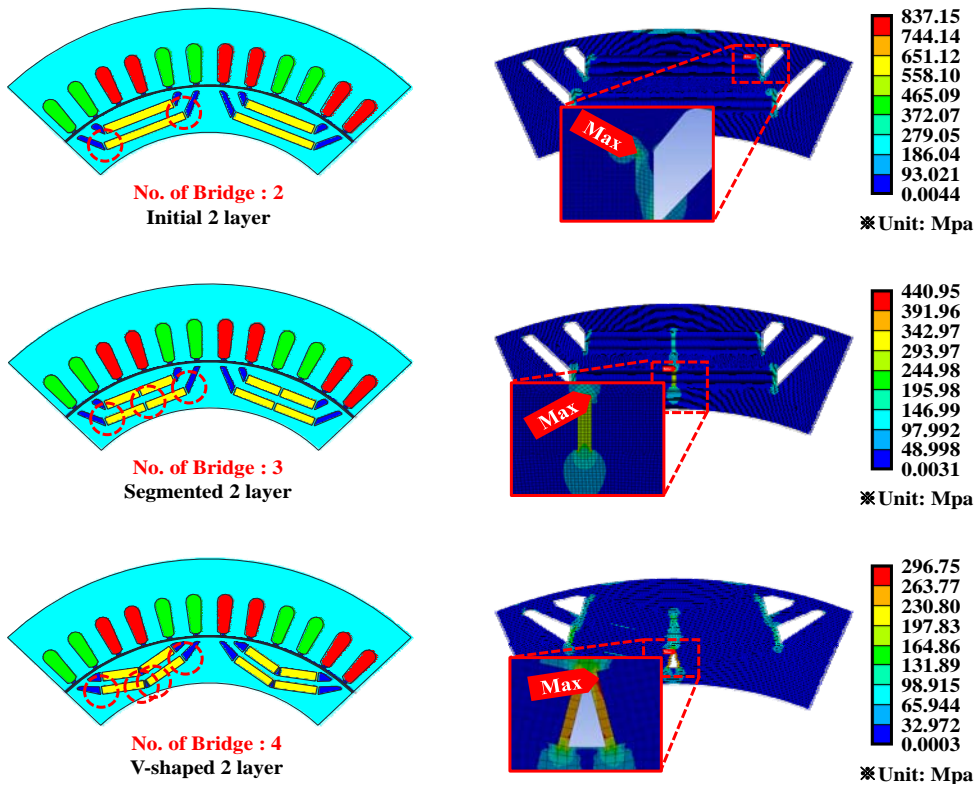 837.15
744.14
651.12
558.10
465.09
372.07
279.05
186.04
93.021
0.0044
※Unit: Mpa
Max
No. of Bridge : 2
Initial 2 layer
440.95
391.96
342.97
293.97
244.98
195.98
146.99
97.992
48.998
0.0031
※Unit: Mpa
Max
No. of Bridge : 3
Segmented 2 layer
296.75
263.77
230.80
197.83
164.86
131.89
98.915
65.944
32.972
0.0003
※Unit: Mpa
Max
No. of Bridge : 4
V-shaped 2 layer